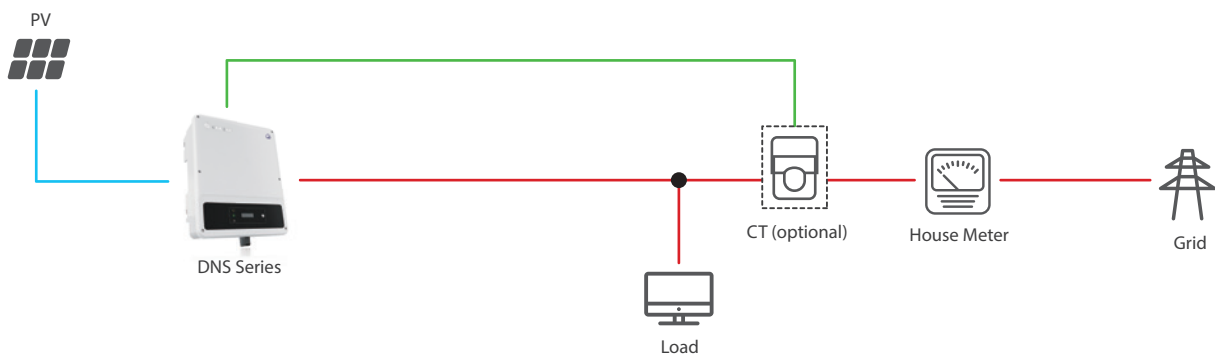 PV
DNS Series
CT (optional)
House Meter
Grid
Load